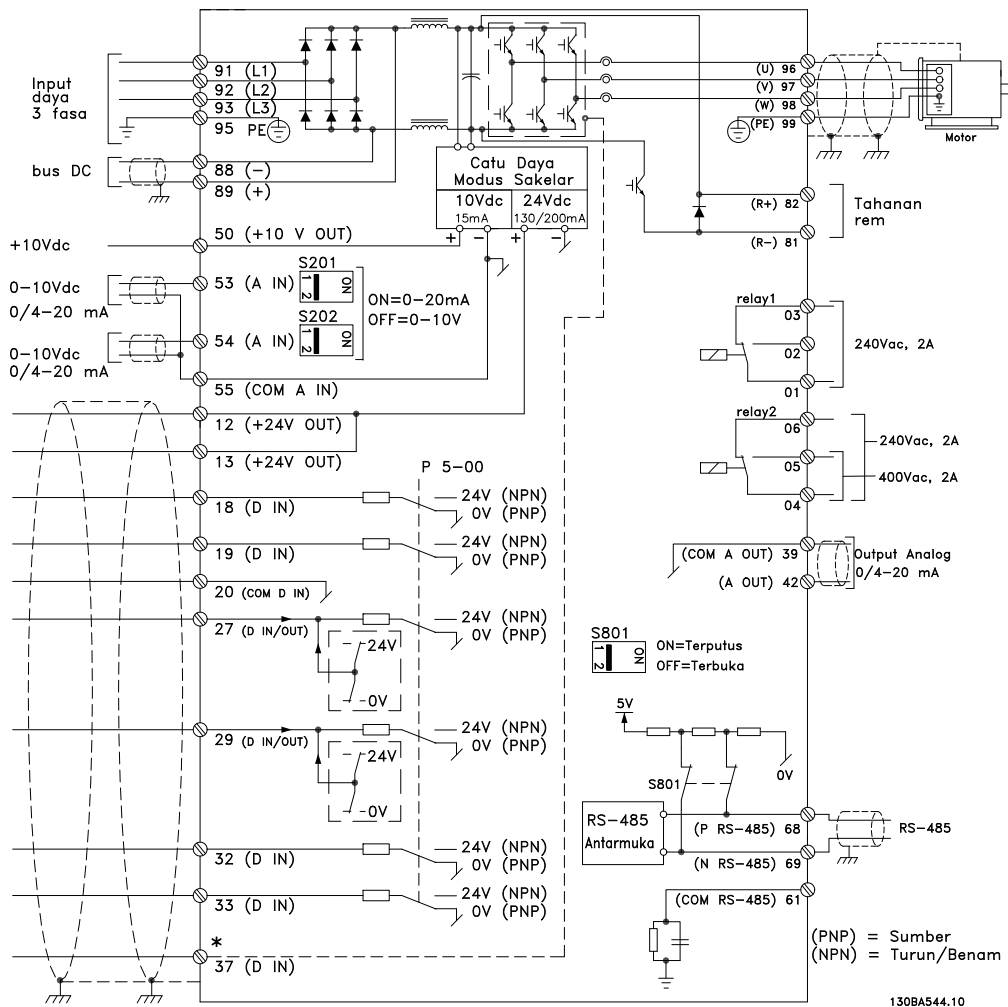 Input
daya
3 fasa
91 (L1)
92 (L2)
93 (L3)
95 PE
bus DC
88 (−)
89 (+)
+10Vdc
50 (+10 V OUT)
0−10Vdc
0/4−20 mA
53 (A IN)
S201
1 2
ON
ON=0−20mA
OFF=0−10V
S202
1 2
ON
0−10Vdc
0/4−20 mA
54 (A IN)
55 (COM A IN)
12 (+24V OUT)
13 (+24V OUT)
P 5-00
18 (D IN)
24V (NPN)
0V (PNP)
19 (D IN)
24V (NPN)
0V (PNP)
20 (COM D IN)
27 (D IN/OUT)
24V (NPN)
0V (PNP)
24V
0V
29 (D IN/OUT)
24V (NPN)
0V (PNP)
24V
0V
32 (D IN)
24V (NPN)
0V (PNP)
33 (D IN)
24V (NPN)
0V (PNP)
*
37 (D IN)
Catu Daya
Modus Sakelar
10Vdc
15mA
24Vdc
130/200mA
+ − + −
(U) 96
(V) 97
(W) 98
(PE) 99
Motor
(R+) 82
Tahanan
rem
(R−) 81
relay1
03
02
01
240Vac, 2A
relay2
06
05
04
240Vac, 2A
400Vac, 2A
(COM A OUT) 39
(A OUT) 42
Output Analog
0/4−20 mA
S801
1 2
ON
ON=Terputus
OFF=Terbuka
5V
0V
S801
RS-485
Antarmuka
(P RS-485) 68
(N RS-485) 69
RS-485
(COM RS-485) 61
(PNP) = Sumber
(NPN) = Turun/Benam
130BA544.10